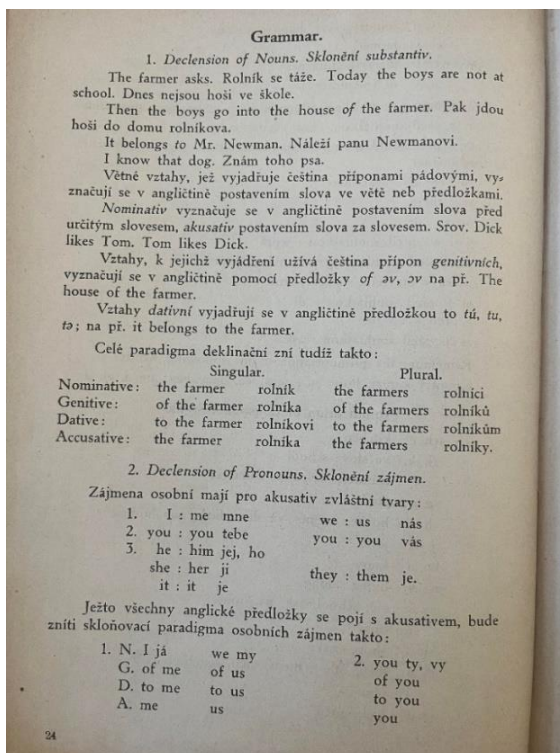 Grammar.
1. Declension of Nouns. Sklonění substantiv.
The farmer asks. Rolník se táže. Today the boys are not at
school. Dnes nejsou hoši ve škole.
Then the boys go into the house of the farmer. Pak jdou
hoši do domu rolníkova.
It belongs to Mr. Newman. Náleží panu Newmanovi.
I know that dog. Znám toho psa.
Větné vztahy, jež vyjadřuje čeština příponami pádovými, vy-
značují se v angličtině postavením slova ve větě neb předložkami.
Nominativ vyznačuje se v angličtině postavením slova před
určitým slovesem, akusativ postavením slova za slovesem. Srov. Dick
likes Tom. Tom likes Dick.
Vztahy, k jejichž vyjádření užívá čeština přípon genitivních,
vyznačují se v angličtině pomocí předložky of əv, ɔv na př. The
house of the farmer.
Vztahy dativní vyjadřují se v angličtině předložkou to tú, tu,
tə; na př. it belongs to the farmer.
Celé paradigma deklinační zní tudíž takto:
Singular. Plural.
Nominative: the farmer rolník the farmers rolníci
Genitive: of the farmer rolníka of the farmers rolníků
Dative: to the farmer rolníkovi to the farmers rolníkům
Accusative: the farmer rolníka the farmers rolníky.
2. Declension of Pronouns. Sklonění zájmen.
Zájmena osobní mají pro akusativ zvláštní tvary:
1. I : me mne we : us nás
2. you : you tebe you : you vás
3. he : him jej, ho
she : her ji they : them je.
it : it je
Ježto všechny anglické předložky se pojí s akusativem, bude
zníti skloňovací paradigma osobních zájmen takto:
1. N. I já we my 2. you ty, vy
G. of me of us of you
D. to me to us to you
A. me us you
24